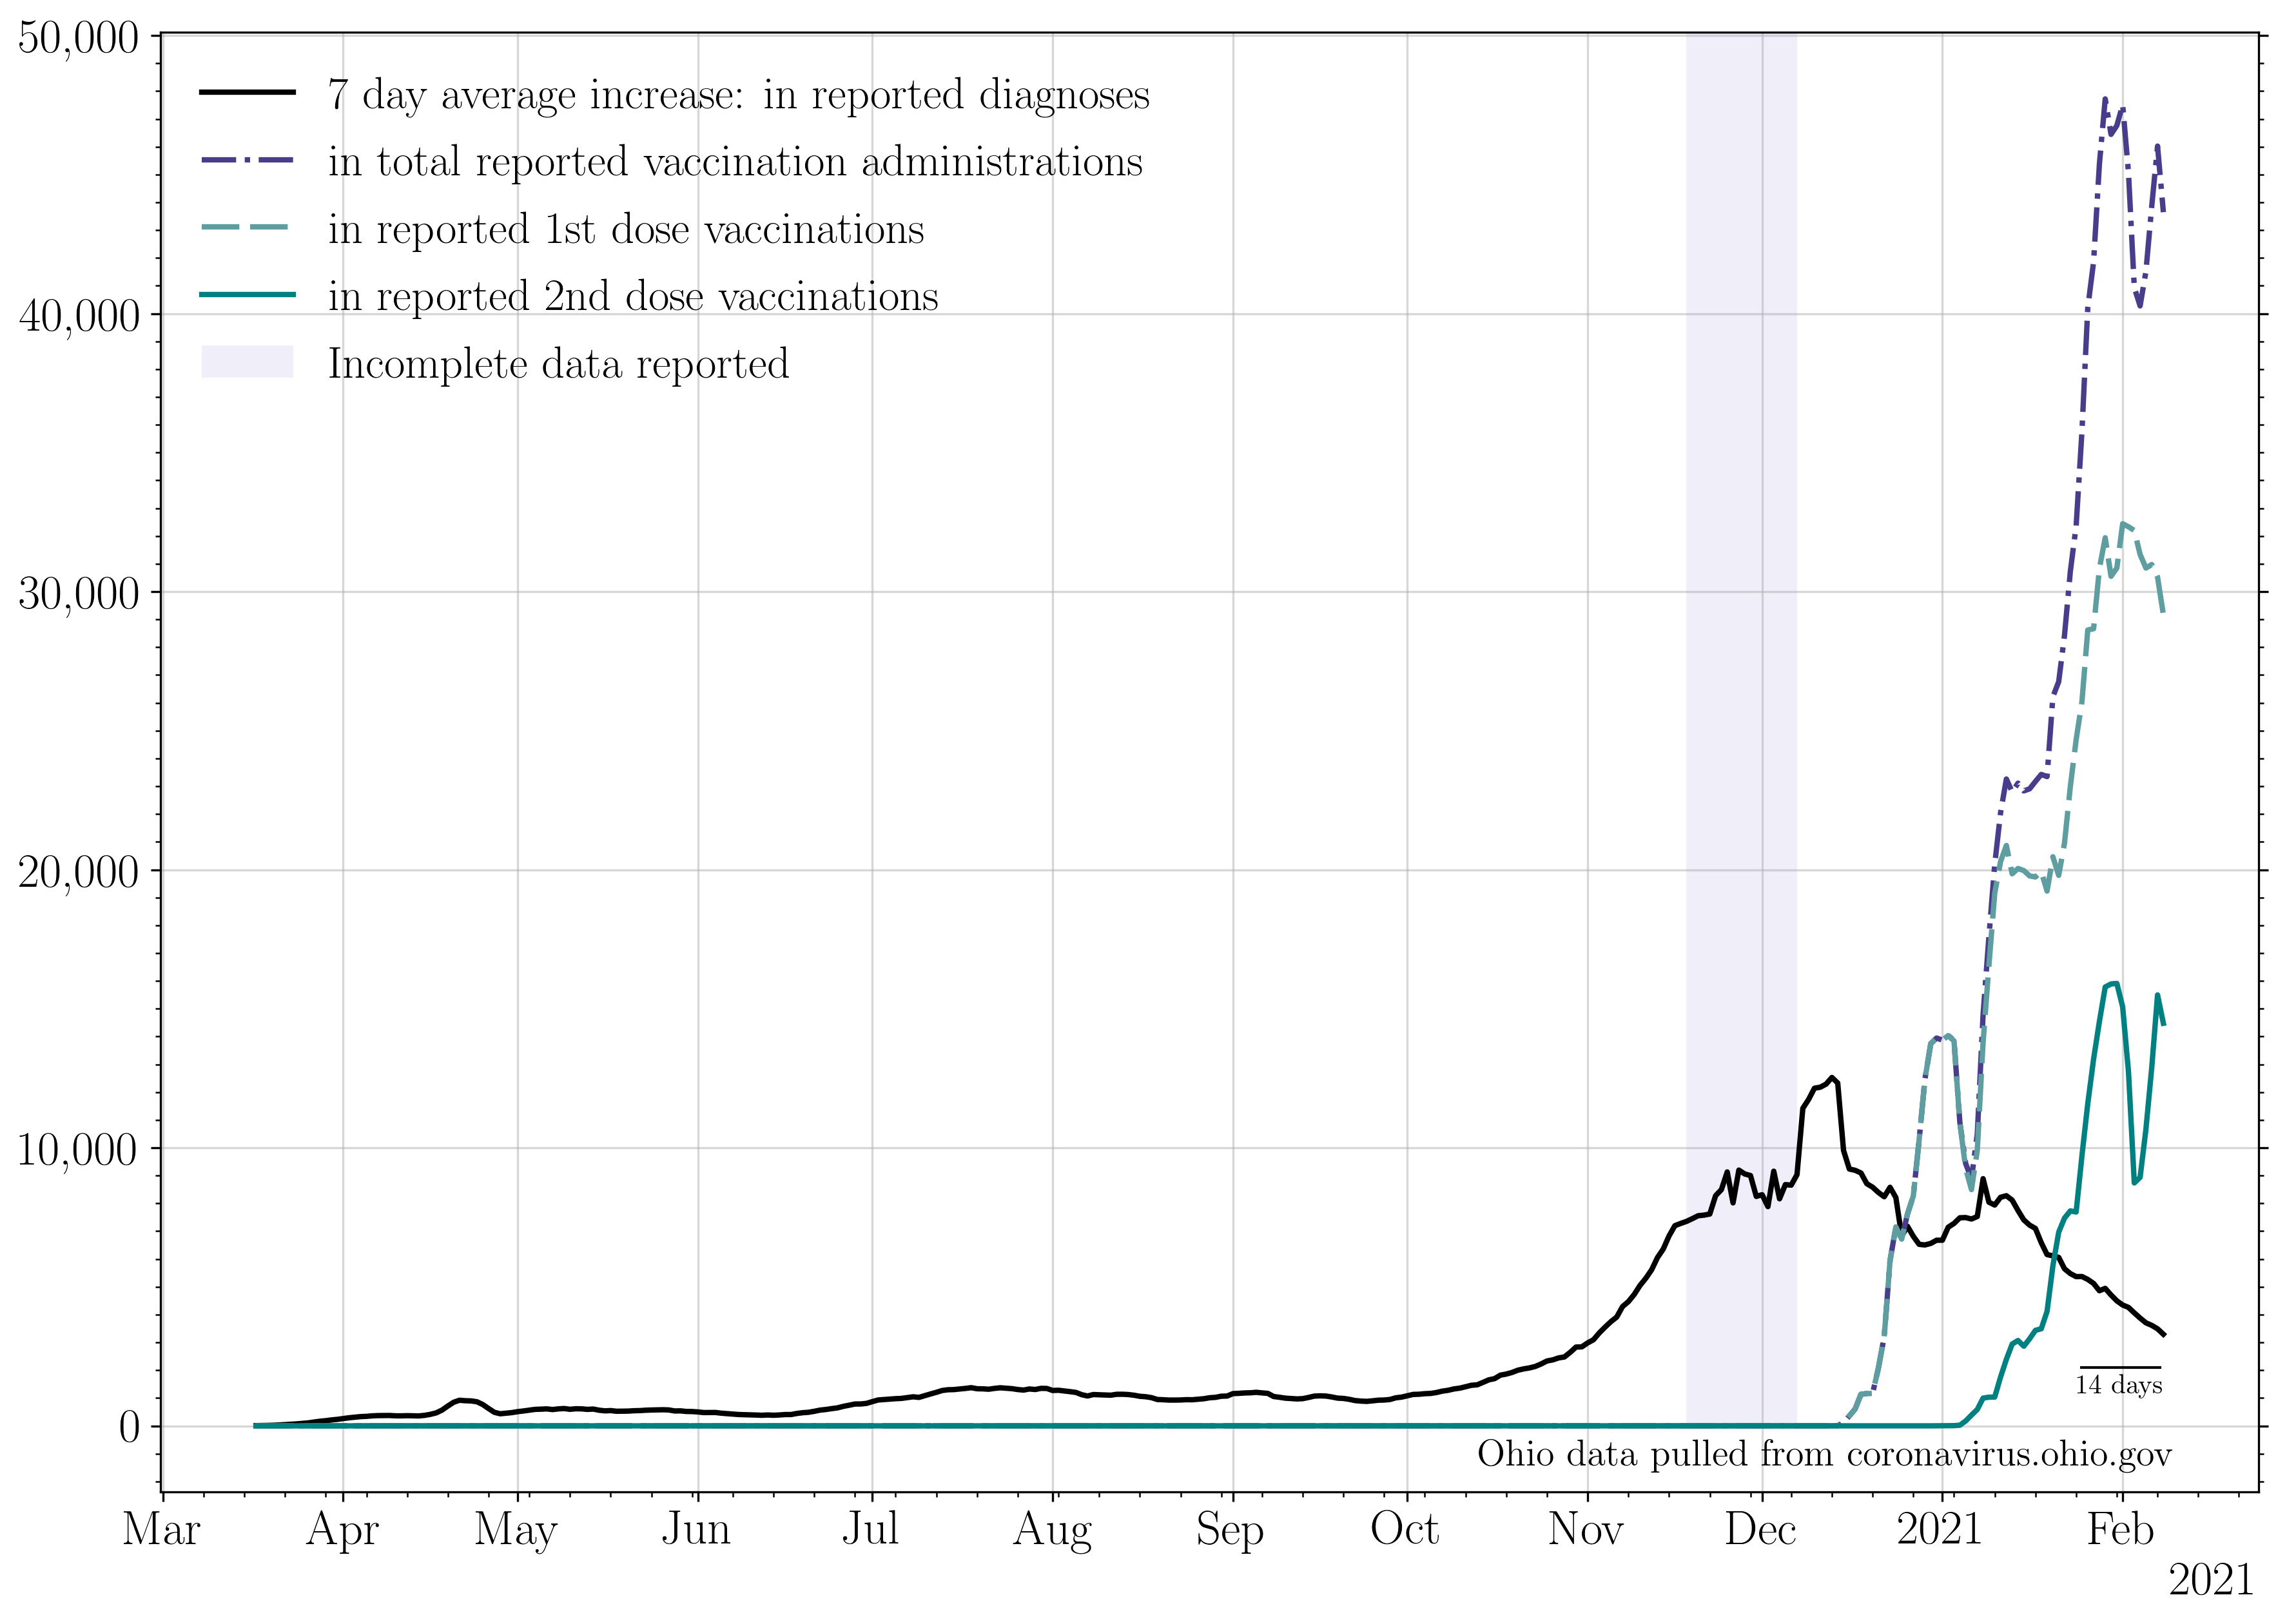 50,000
40,000
30,000
20,000
10,000
0
7 day average increase: in reported diagnoses
in total reported vaccination administrations
in reported 1st dose vaccinations
in reported 2nd dose vaccinations
Incomplete data reported
14 days
Ohio data pulled from coronavirus.ohio.gov
Mar Apr May Jun Jul Aug Sep Oct Nov Dec 2021 Feb
2021